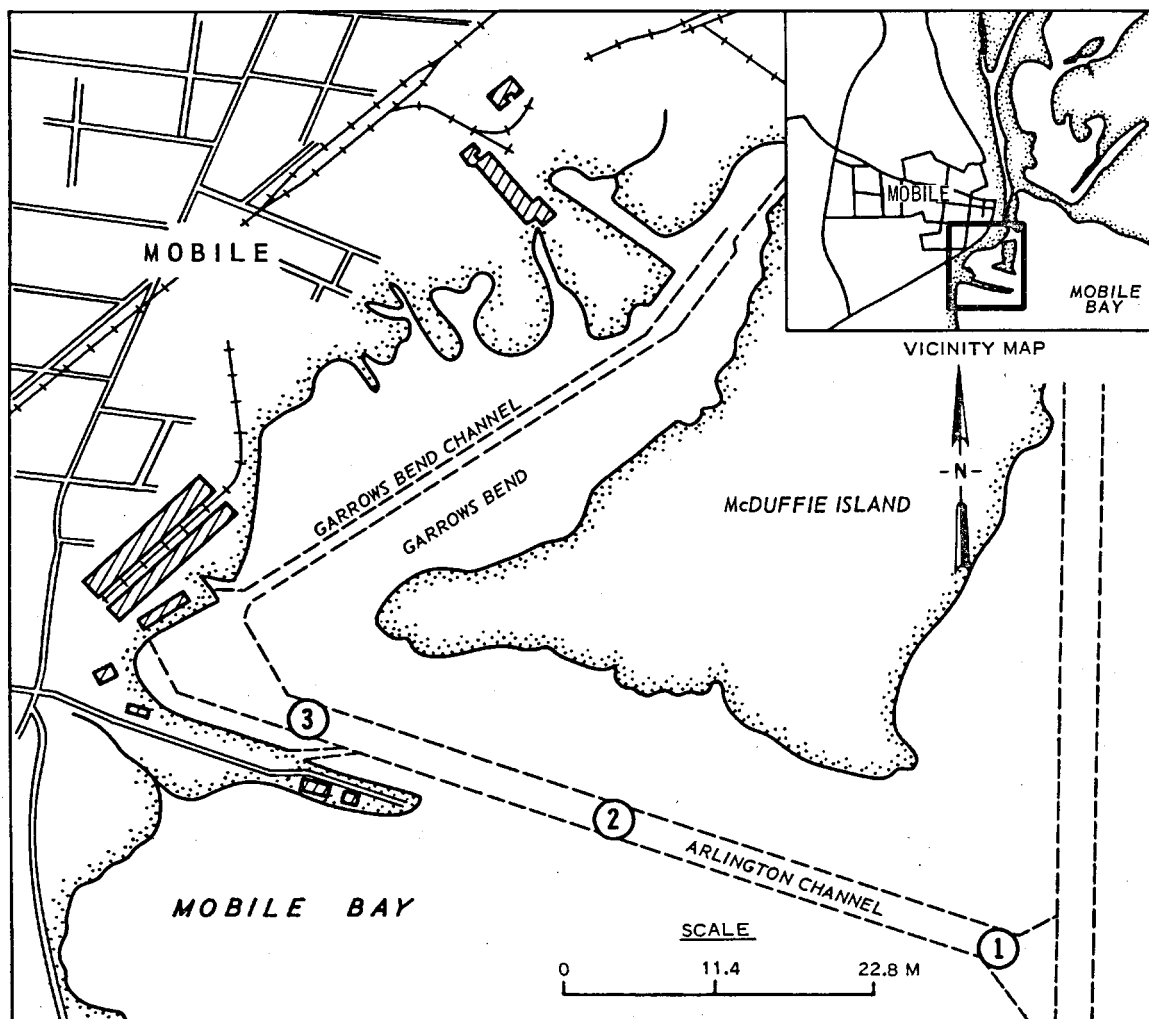 MOBILE
MOBILE
BAY
VICINITY MAP
MOBILE
GARROWS BEND CHANNEL
GARROWS BEND
McDUFFIE ISLAND
-N-
3
2
ARLINGTON CHANNEL
1
MOBILE BAY
SCALE
0 11.4 22.8 M